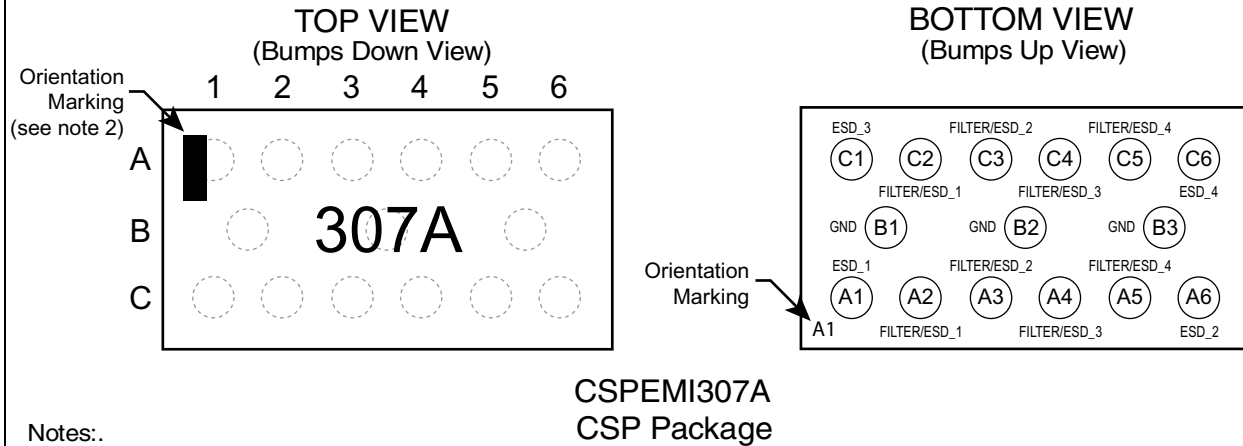 TOP VIEW
(Bumps Down View)
Orientation
Marking
(see note 2)
1 2 3 4 5 6
A
B
C
307A
BOTTOM VIEW
(Bumps Up View)
ESD_3 FILTER/ESD_2 FILTER/ESD_4
C1 C2 C3 C4 C5 C6
FILTER/ESD_1 FILTER/ESD_3 ESD_4
GND B1 GND B2 GND B3
ESD_1 FILTER/ESD_2 FILTER/ESD_4
A1 A2 A3 A4 A5 A6
A1 FILTER/ESD_1 FILTER/ESD_3 ESD_2
Orientation
Marking
CSPEMI307A
CSP Package
Notes:.